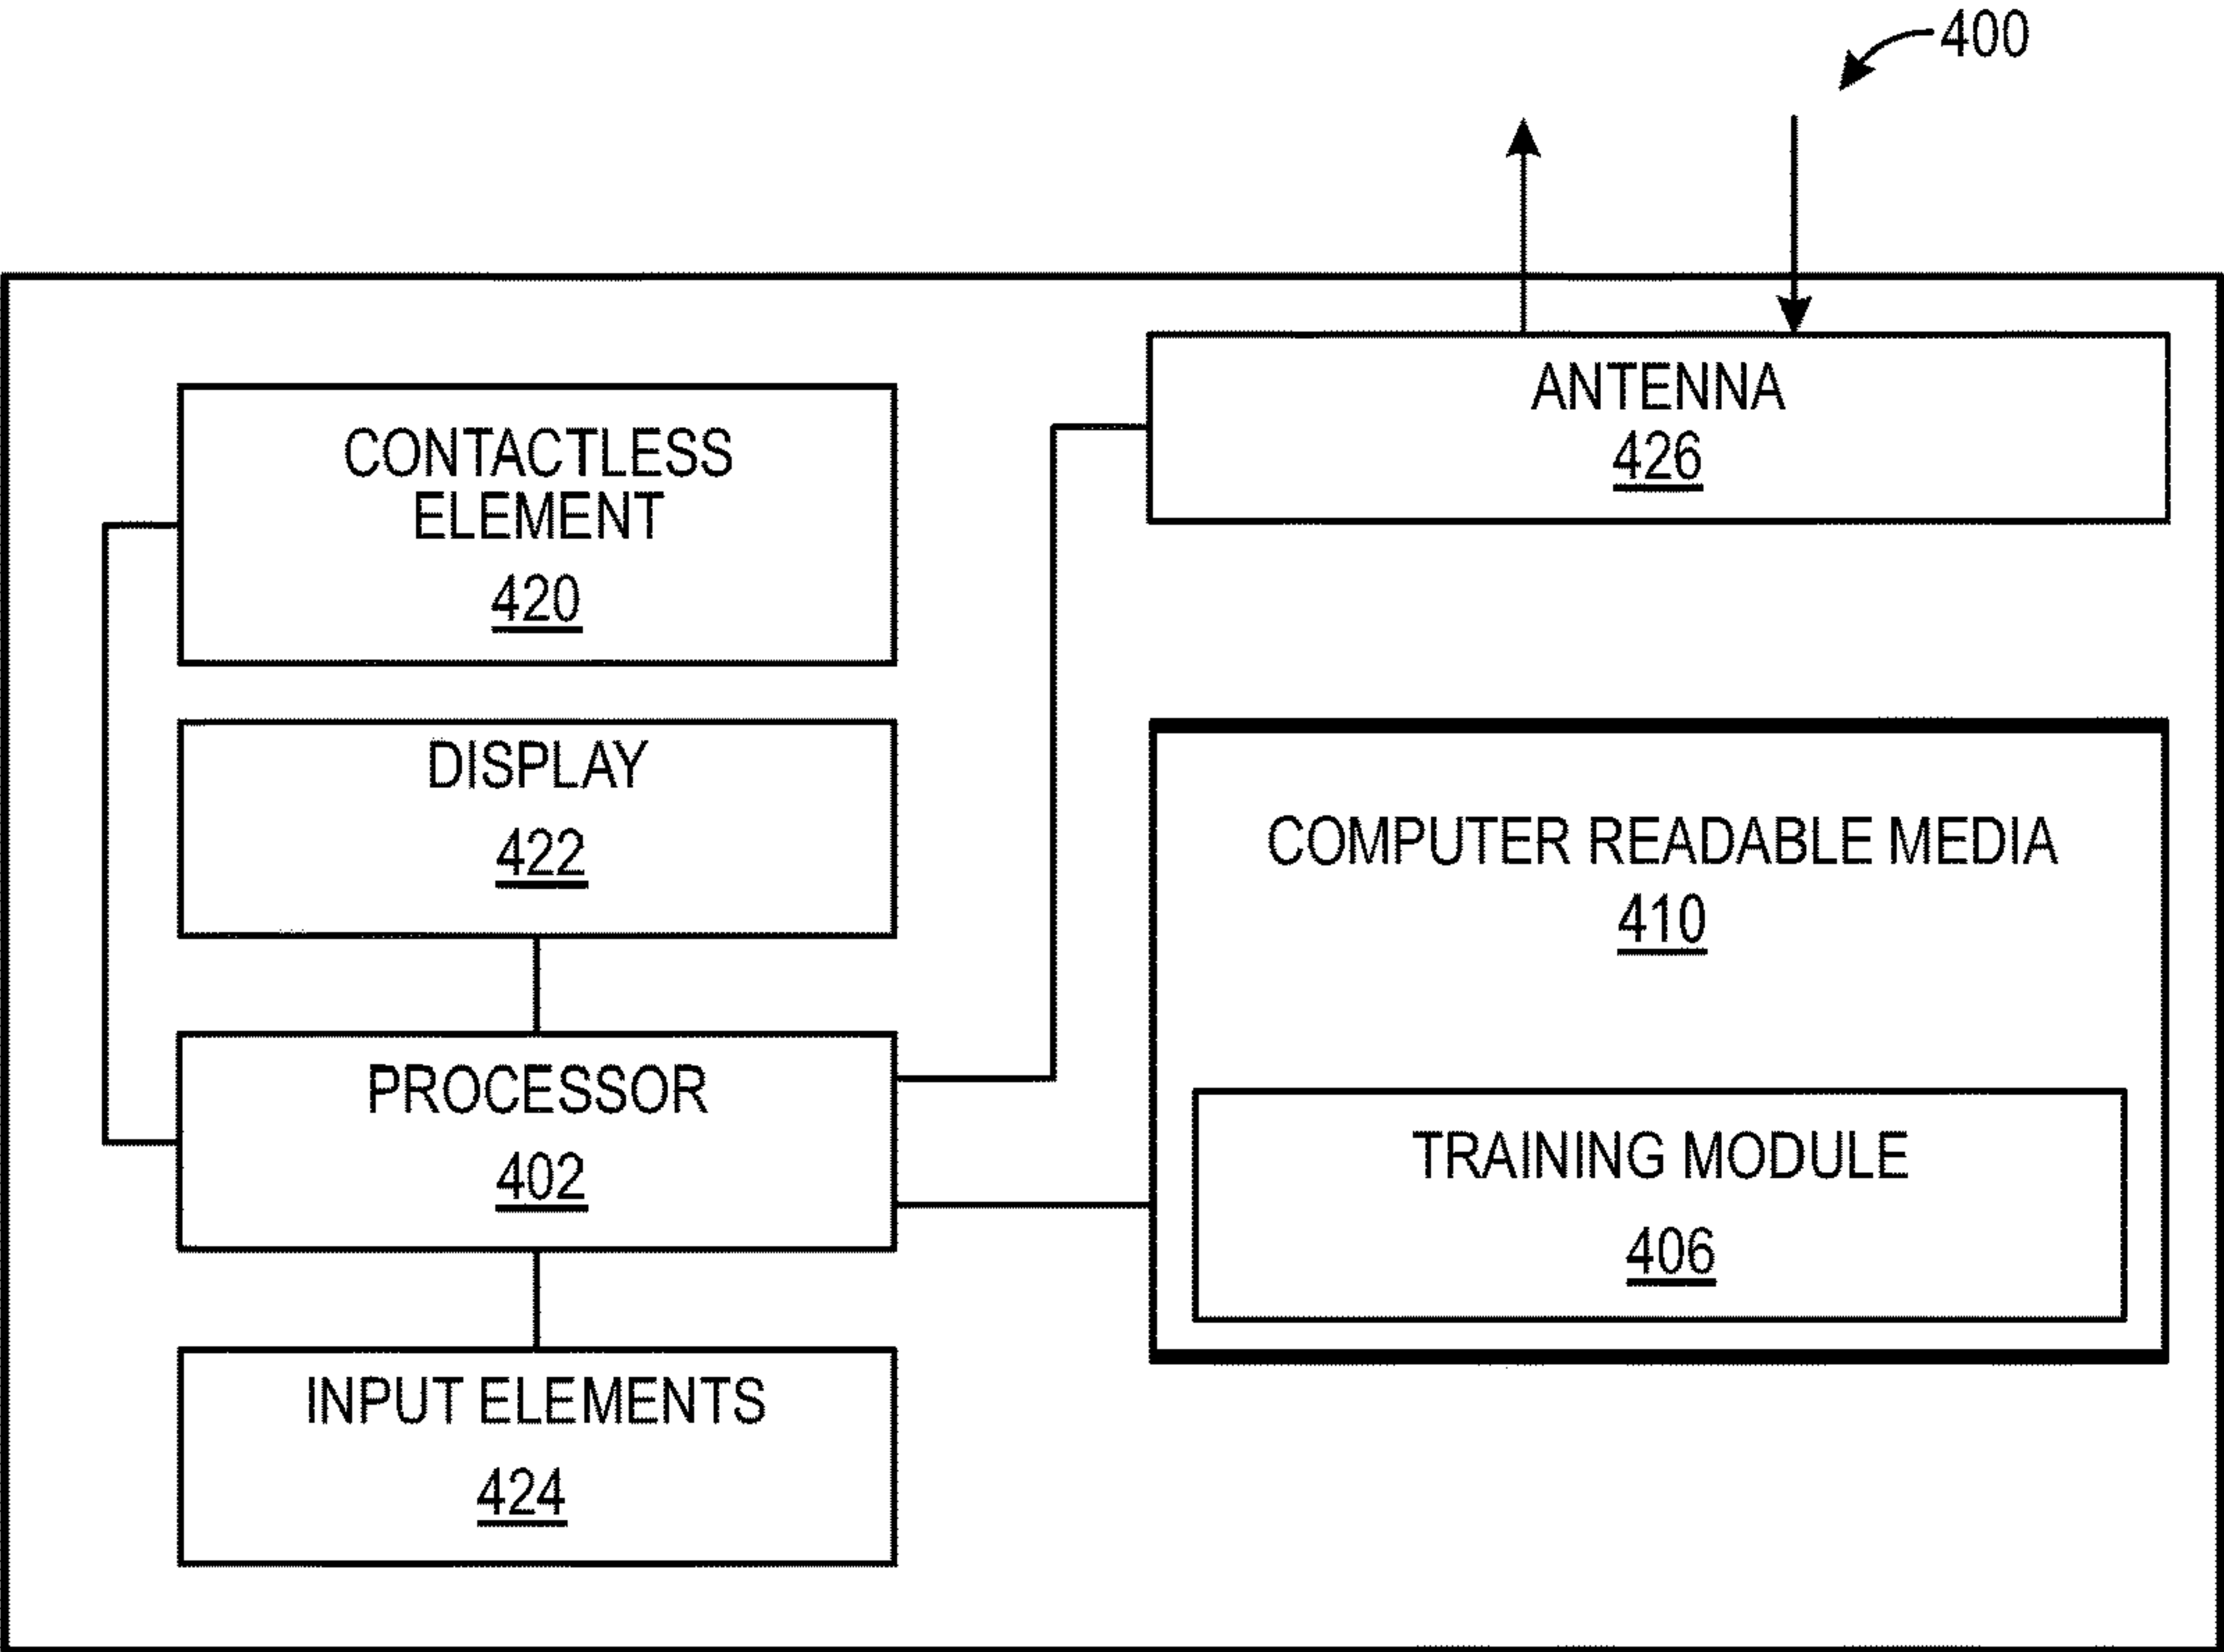 400
ANTENNA
426
CONTACTLESS
ELEMENT
420
DISPLAY
422
COMPUTER READABLE MEDIA
410
PROCESSOR
402
TRAINING MODULE
406
INPUT ELEMENTS
424